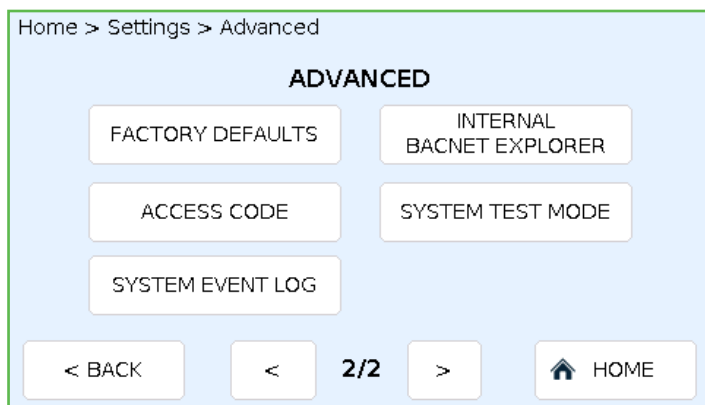 Home > Settings > Advanced
ADVANCED
FACTORY DEFAULTS
INTERNAL
BACNET EXPLORER
ACCESS CODE
SYSTEM TEST MODE
SYSTEM EVENT LOG
< BACK
<
2/2
>
HOME